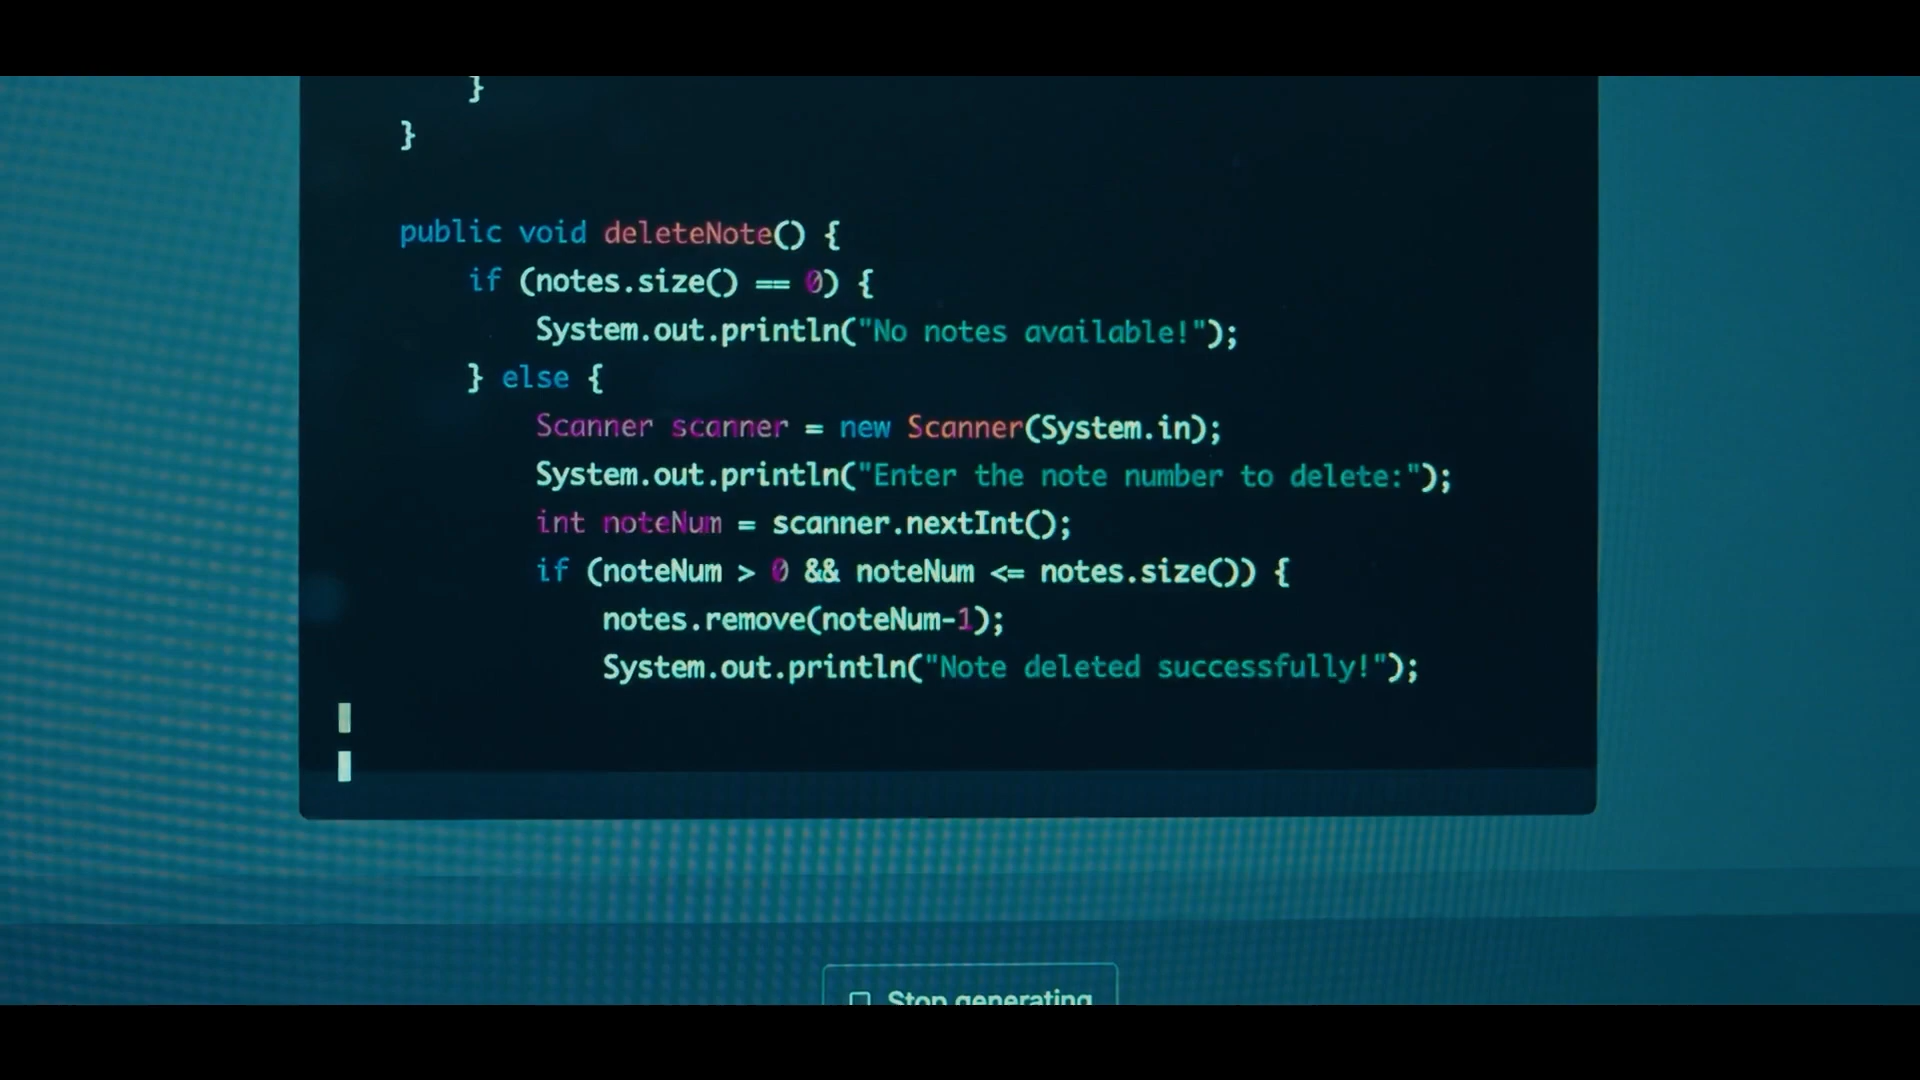 }
}
public void deleteNote() {
if (notes.size() == 0) {
System.out.println("No notes available!");
} else {
Scanner scanner = new Scanner(System.in);
System.out.println("Enter the note number to delete:");
int noteNum = scanner.nextInt();
if (noteNum > 0 && noteNum <= notes.size()) {
notes.remove(noteNum-1);
System.out.println("Note deleted successfully!");
Stop generating